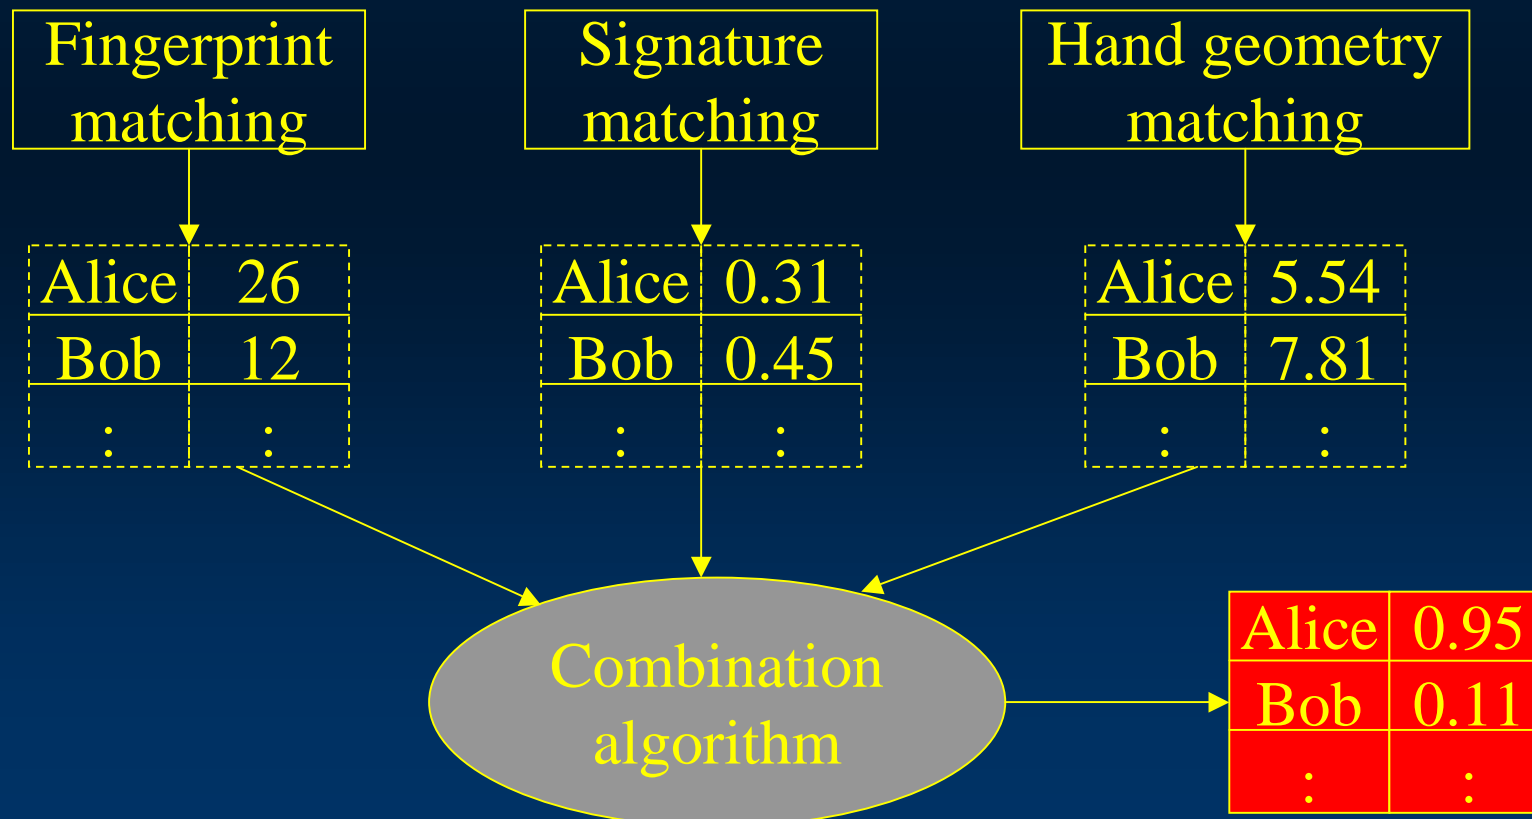 Fingerprint
matching
Signature
matching
Hand geometry
matching
Alice 26
Bob 12
: :
Alice 0.31
Bob 0.45
: :
Alice 5.54
Bob 7.81
: :
Combination
algorithm
Alice 0.95
Bob 0.11
: :